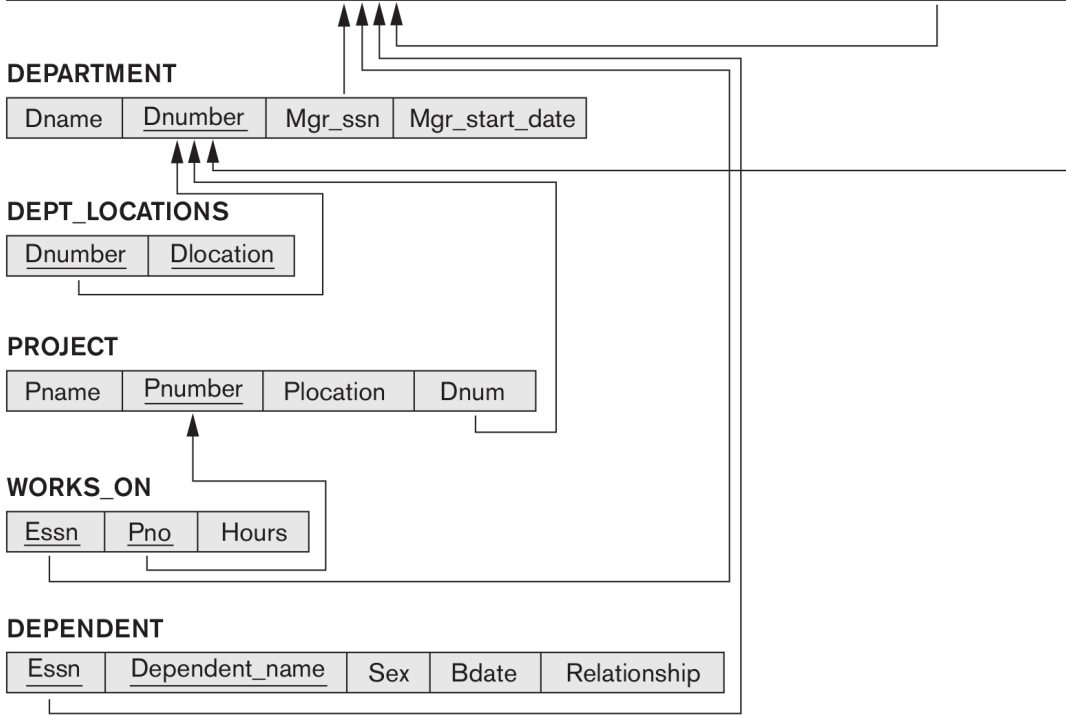 DEPARTMENT
Dname Dnumber Mgr_ssn Mgr_start_date
DEPT_LOCATIONS
Dnumber Dlocation
PROJECT
Pname Pnumber Plocation Dnum
WORKS_ON
Essn Pno Hours
DEPENDENT
Essn Dependent_name Sex Bdate Relationship